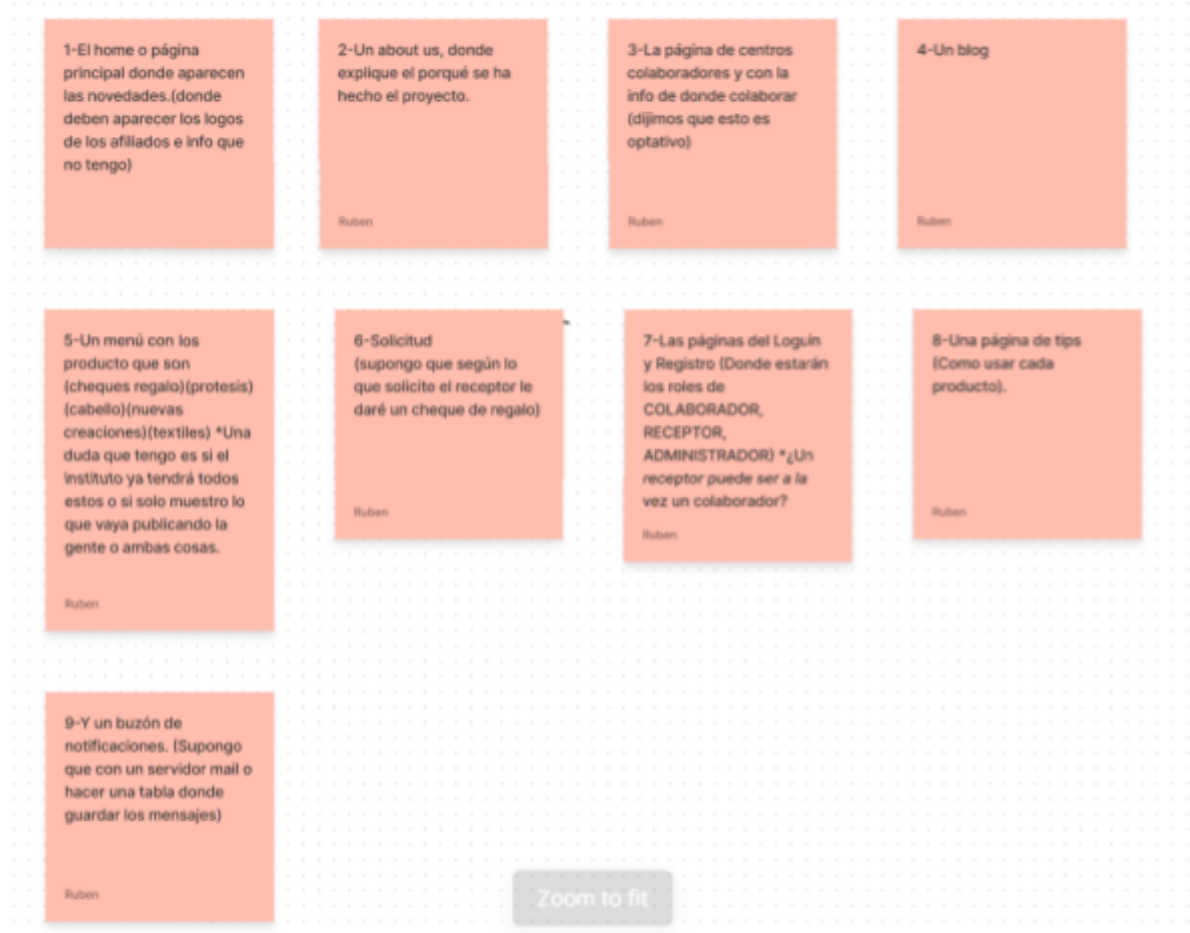 1-El home o página
principal donde aparecen
las novedades.(donde
deben aparecer los logos
de los afiliados e info que
no tengo)
2-Un about us, donde
explique el porqué se ha
hecho el proyecto.
Ruben
3-La página de centros
colaboradores y con la
info de donde colaborar
(dijimos que esto es
optativo)
Ruben
4-Un blog
Ruben
5-Un menú con los
producto que son
(cheques regalo)(protesis)
(cabello)(nuevas
creaciones)(textiles) *Una
duda que tengo es si el
instituto ya tendrá todos
estos o si solo muestro lo
que vaya publicando la
gente o ambas cosas.
Ruben
6-Solicitud
(supongo que según lo
que solicite el receptor le
daré un cheque de regalo)
Ruben
7-Las páginas del Loguin
y Registro (Donde estarán
los roles de
COLABORADOR,
RECEPTOR,
ADMINISTRADOR) *¿Un
receptor puede ser a la
vez un colaborador?
Ruben
8-Una página de tips
(Como usar cada
producto).
Ruben
9-Y un buzón de
notificaciones. (Supongo
que con un servidor mail o
hacer una tabla donde
guardar los mensajes)
Ruben
Zoom to fit